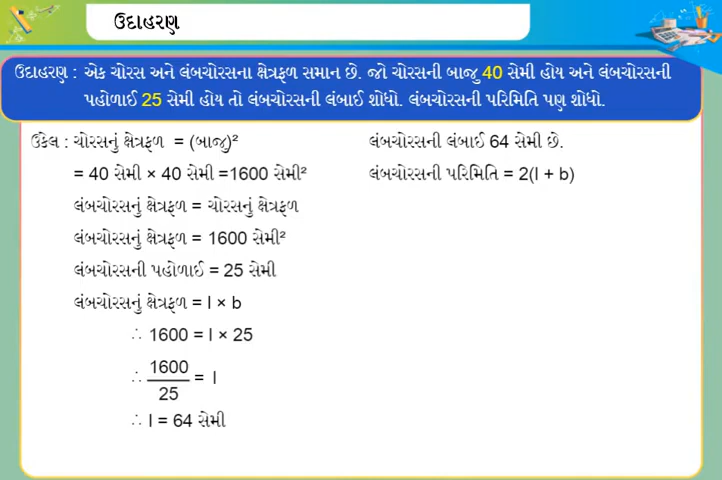 ઉદાહરણ
ઉદાહરણ : એક ચોરસ અને લંબચોરસના ક્ષેત્રફળ સમાન છે. જો ચોરસની બાજુ 40 સેમી હોય અને લંબચોરસની
પહોળાઈ 25 સેમી હોય તો લંબચોરસની લંબાઈ શોધો. લંબચોરસની પરિમિતિ પણ શોધો.
ઉકેલ : ચોરસનું ક્ષેત્રફળ = (બાજુ)²
= 40 સેમી × 40 સેમી =1600 સેમી²
લંબચોરસનું ક્ષેત્રફળ = ચોરસનું ક્ષેત્રફળ
લંબચોરસનું ક્ષેત્રફળ = 1600 સેમી²
લંબચોરસની પહોળાઈ = 25 સેમી
લંબચોરસનું ક્ષેત્રફળ = l × b
∴ 1600 = l × 25
∴ 1600/25 = l
∴ l = 64 સેમી
લંબચોરસની લંબાઈ 64 સેમી છે.
લંબચોરસની પરિમિતિ = 2(l + b)